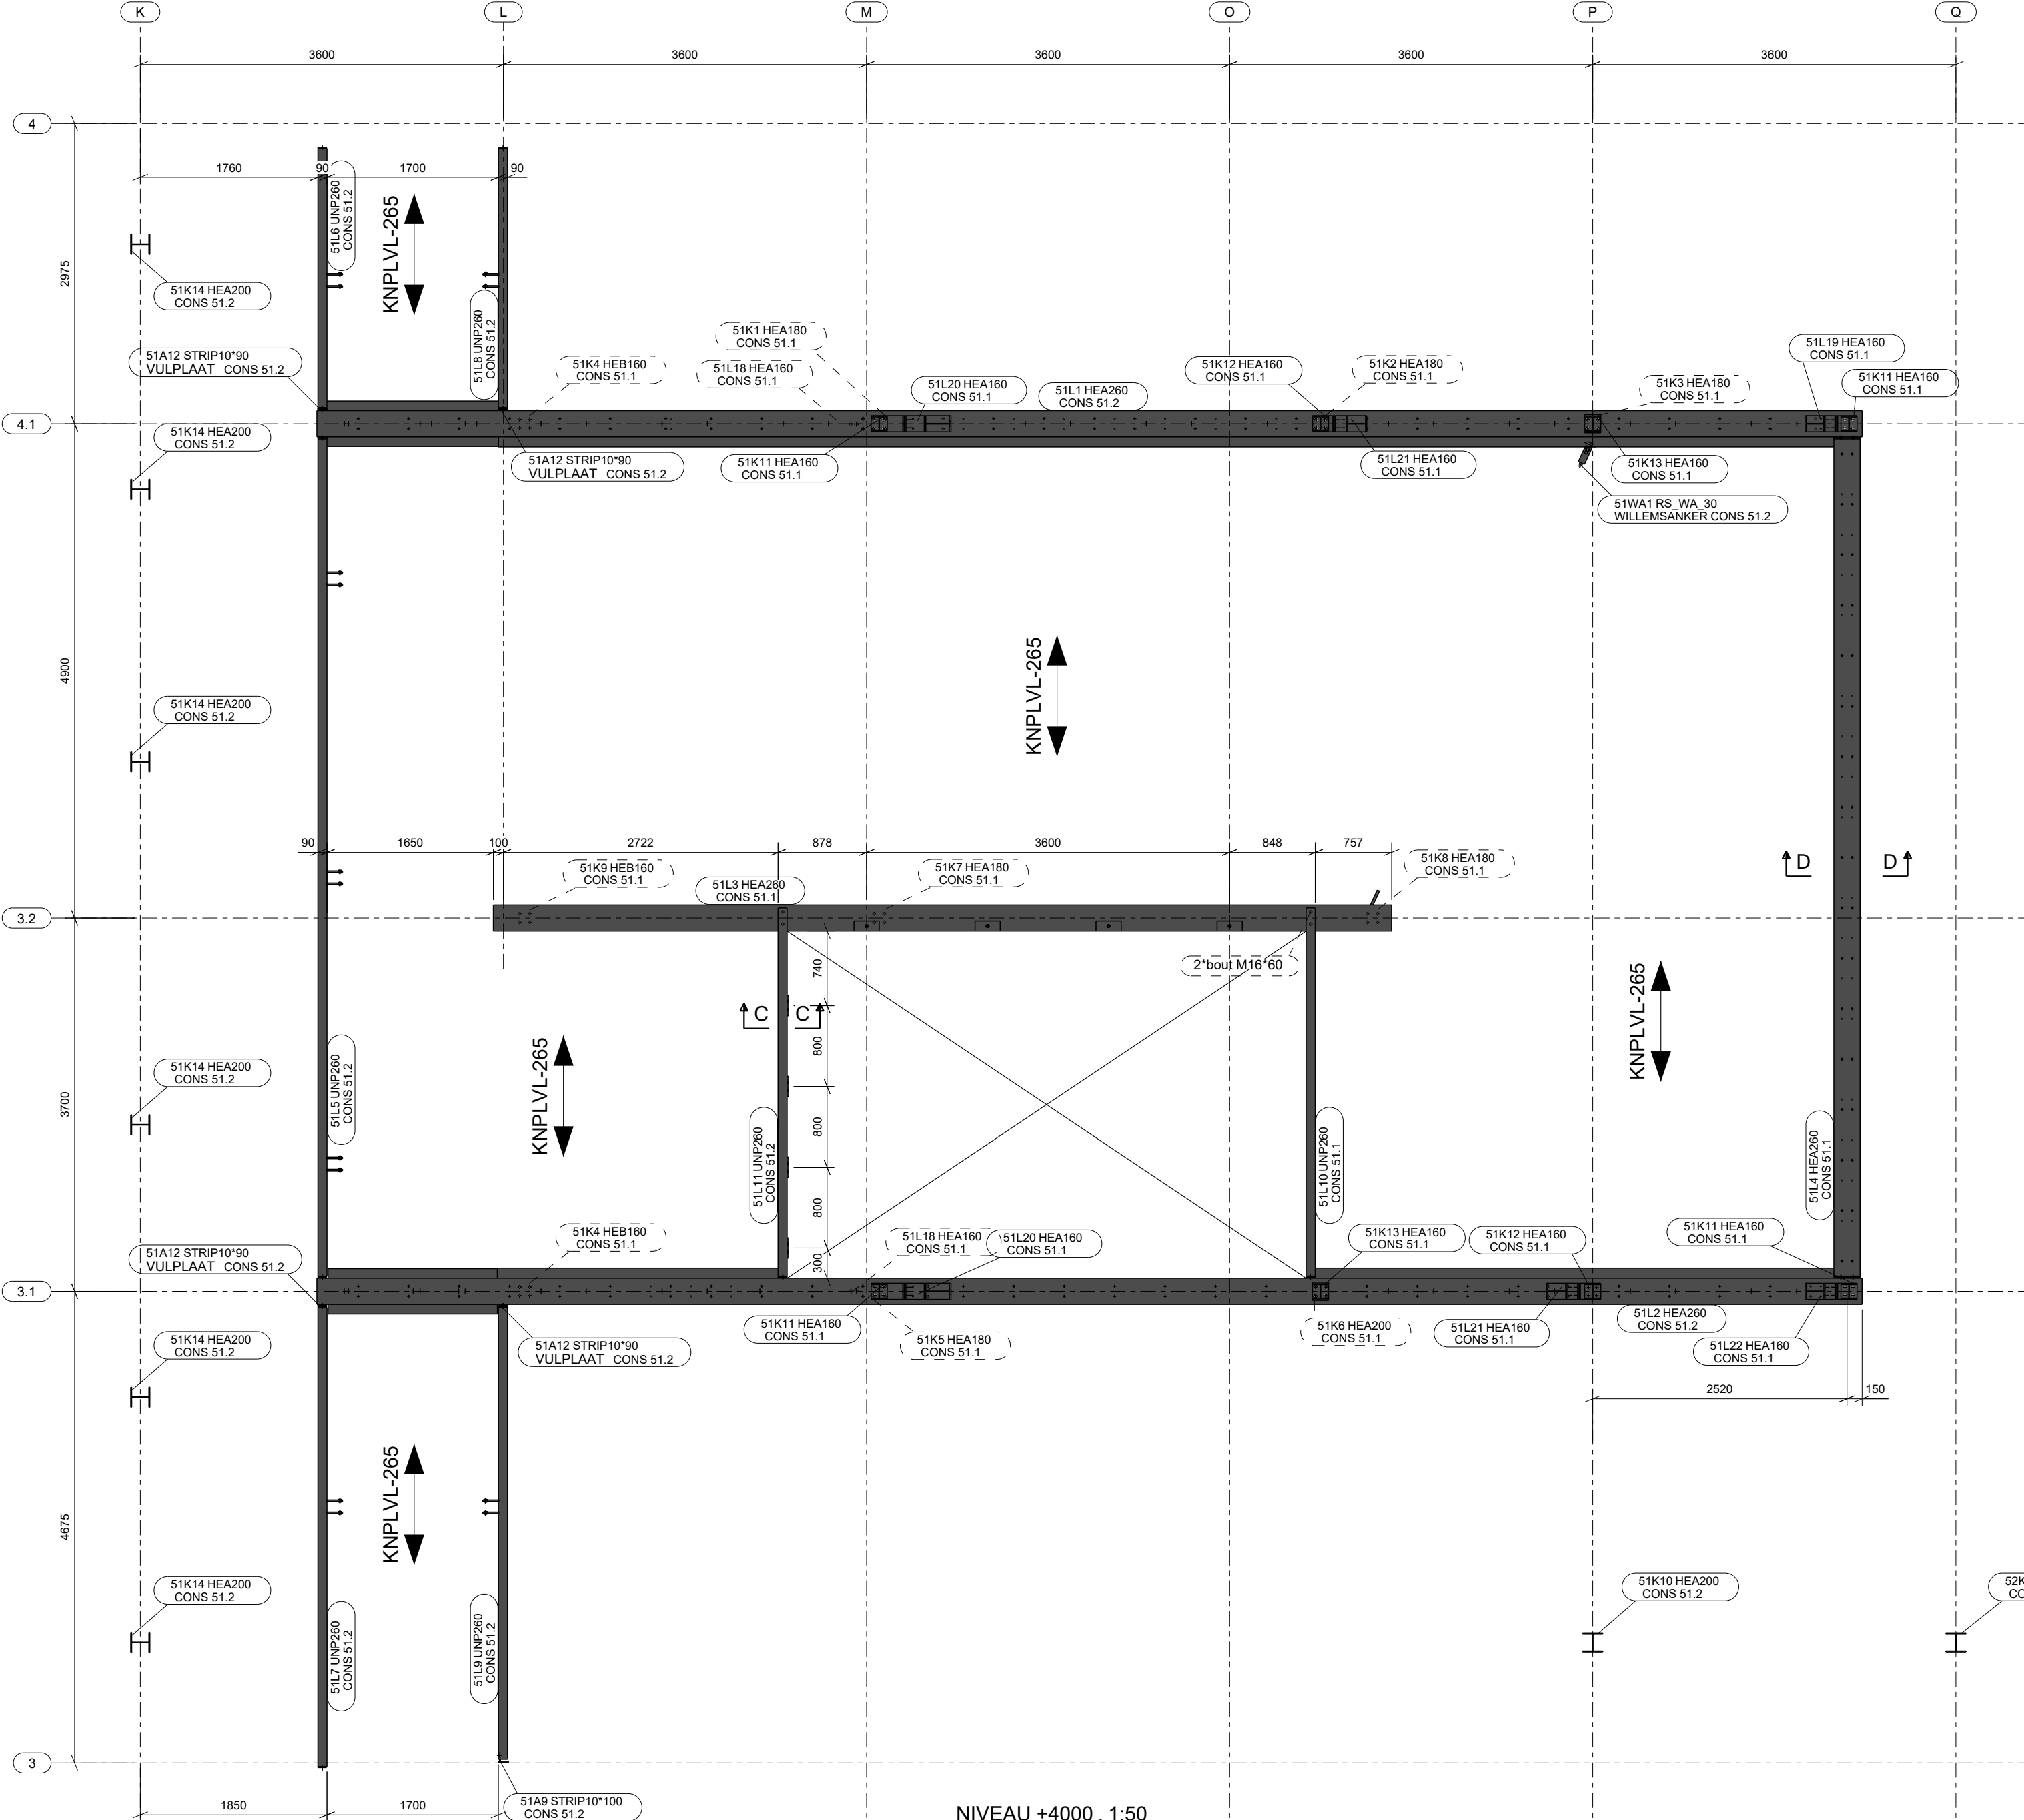 K
L
M
O
P
Q
3600
3600
3600
3600
3600
4
1760
90
1700
90
51L6 UNP260
CONS 51.2
KNPLVL-265
2975
51K14 HEA200
CONS 51.2
51L8 UNP260
CONS 51.2
51A12 STRIP10*90
VULPLAAT CONS 51.2
51K4 HEB160
CONS 51.1
51K1 HEA180
CONS 51.1
51L18 HEA160
CONS 51.1
51L20 HEA160
CONS 51.1
51L1 HEA260
CONS 51.2
51K12 HEA160
CONS 51.1
51K2 HEA180
CONS 51.1
51K3 HEA180
CONS 51.1
51L19 HEA160
CONS 51.1
51K11 HEA160
CONS 51.1
4.1
51K14 HEA200
CONS 51.2
51A12 STRIP10*90
VULPLAAT CONS 51.2
51K11 HEA160
CONS 51.1
51L21 HEA160
CONS 51.1
51K13 HEA160
CONS 51.1
51WA1 RS_WA_30
WILLEMSANKER CONS 51.2
4900
51K14 HEA200
CONS 51.2
KNPLVL-265
90
1650
100
2722
878
3600
848
757
51K9 HEB160
CONS 51.1
51L3 HEA260
CONS 51.1
51K7 HEA180
CONS 51.1
51K8 HEA180
CONS 51.1
D
D
3.2
740
2*bout M16*60
C
C
KNPLVL-265
KNPLVL-265
800
800
800
300
3700
51K14 HEA200
CONS 51.2
51L5 UNP260
CONS 51.2
51L11 UNP260
CONS 51.2
51L10 UNP260
CONS 51.1
51L4 HEA260
CONS 51.1
51A12 STRIP10*90
VULPLAAT CONS 51.2
51K4 HEB160
CONS 51.1
51L18 HEA160
CONS 51.1
51L20 HEA160
CONS 51.1
51K13 HEA160
CONS 51.1
51K12 HEA160
CONS 51.1
51K11 HEA160
CONS 51.1
3.1
51K14 HEA200
CONS 51.2
51A12 STRIP10*90
VULPLAAT CONS 51.2
51K11 HEA160
CONS 51.1
51K5 HEA180
CONS 51.1
51K6 HEA200
CONS 51.1
51L21 HEA160
CONS 51.1
51L2 HEA260
CONS 51.2
51L22 HEA160
CONS 51.1
2520
150
KNPLVL-265
4675
51K14 HEA200
CONS 51.2
51L7 UNP260
CONS 51.2
51L9 UNP260
CONS 51.2
51K10 HEA200
CONS 51.2
3
1850
1700
51A9 STRIP10*100
CONS 51.2
NIVEAU +4000 , 1:50